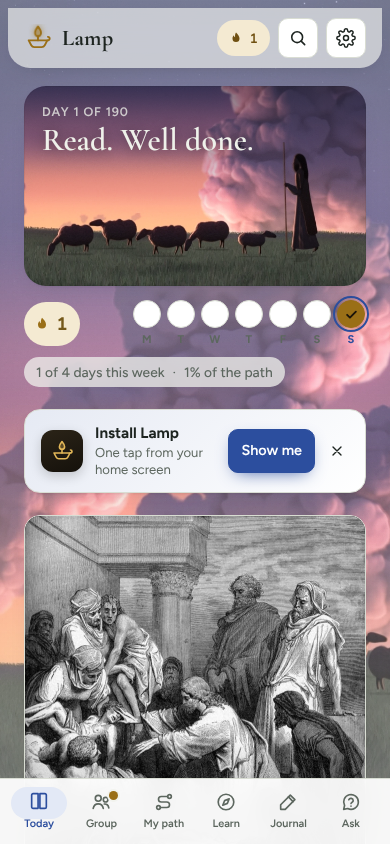 Lamp
1
DAY 1 OF 190
Read. Well done.
1
M T W T F S S
1 of 4 days this week · 1% of the path
Install Lamp
One tap from your
home screen
Show me
Today
Group
My path
Learn
Journal
Ask